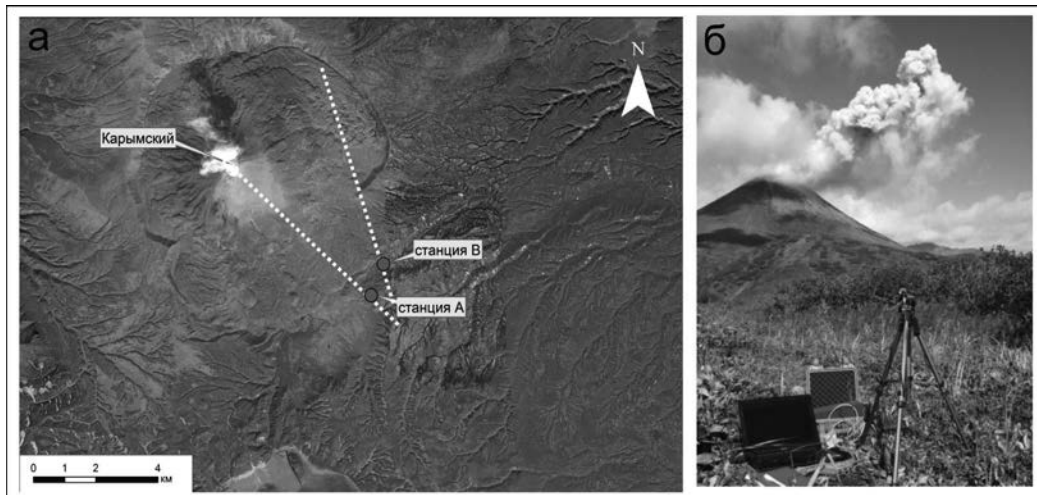 а
N
Карымский
станция В
станция А
0 1 2 4
км
б